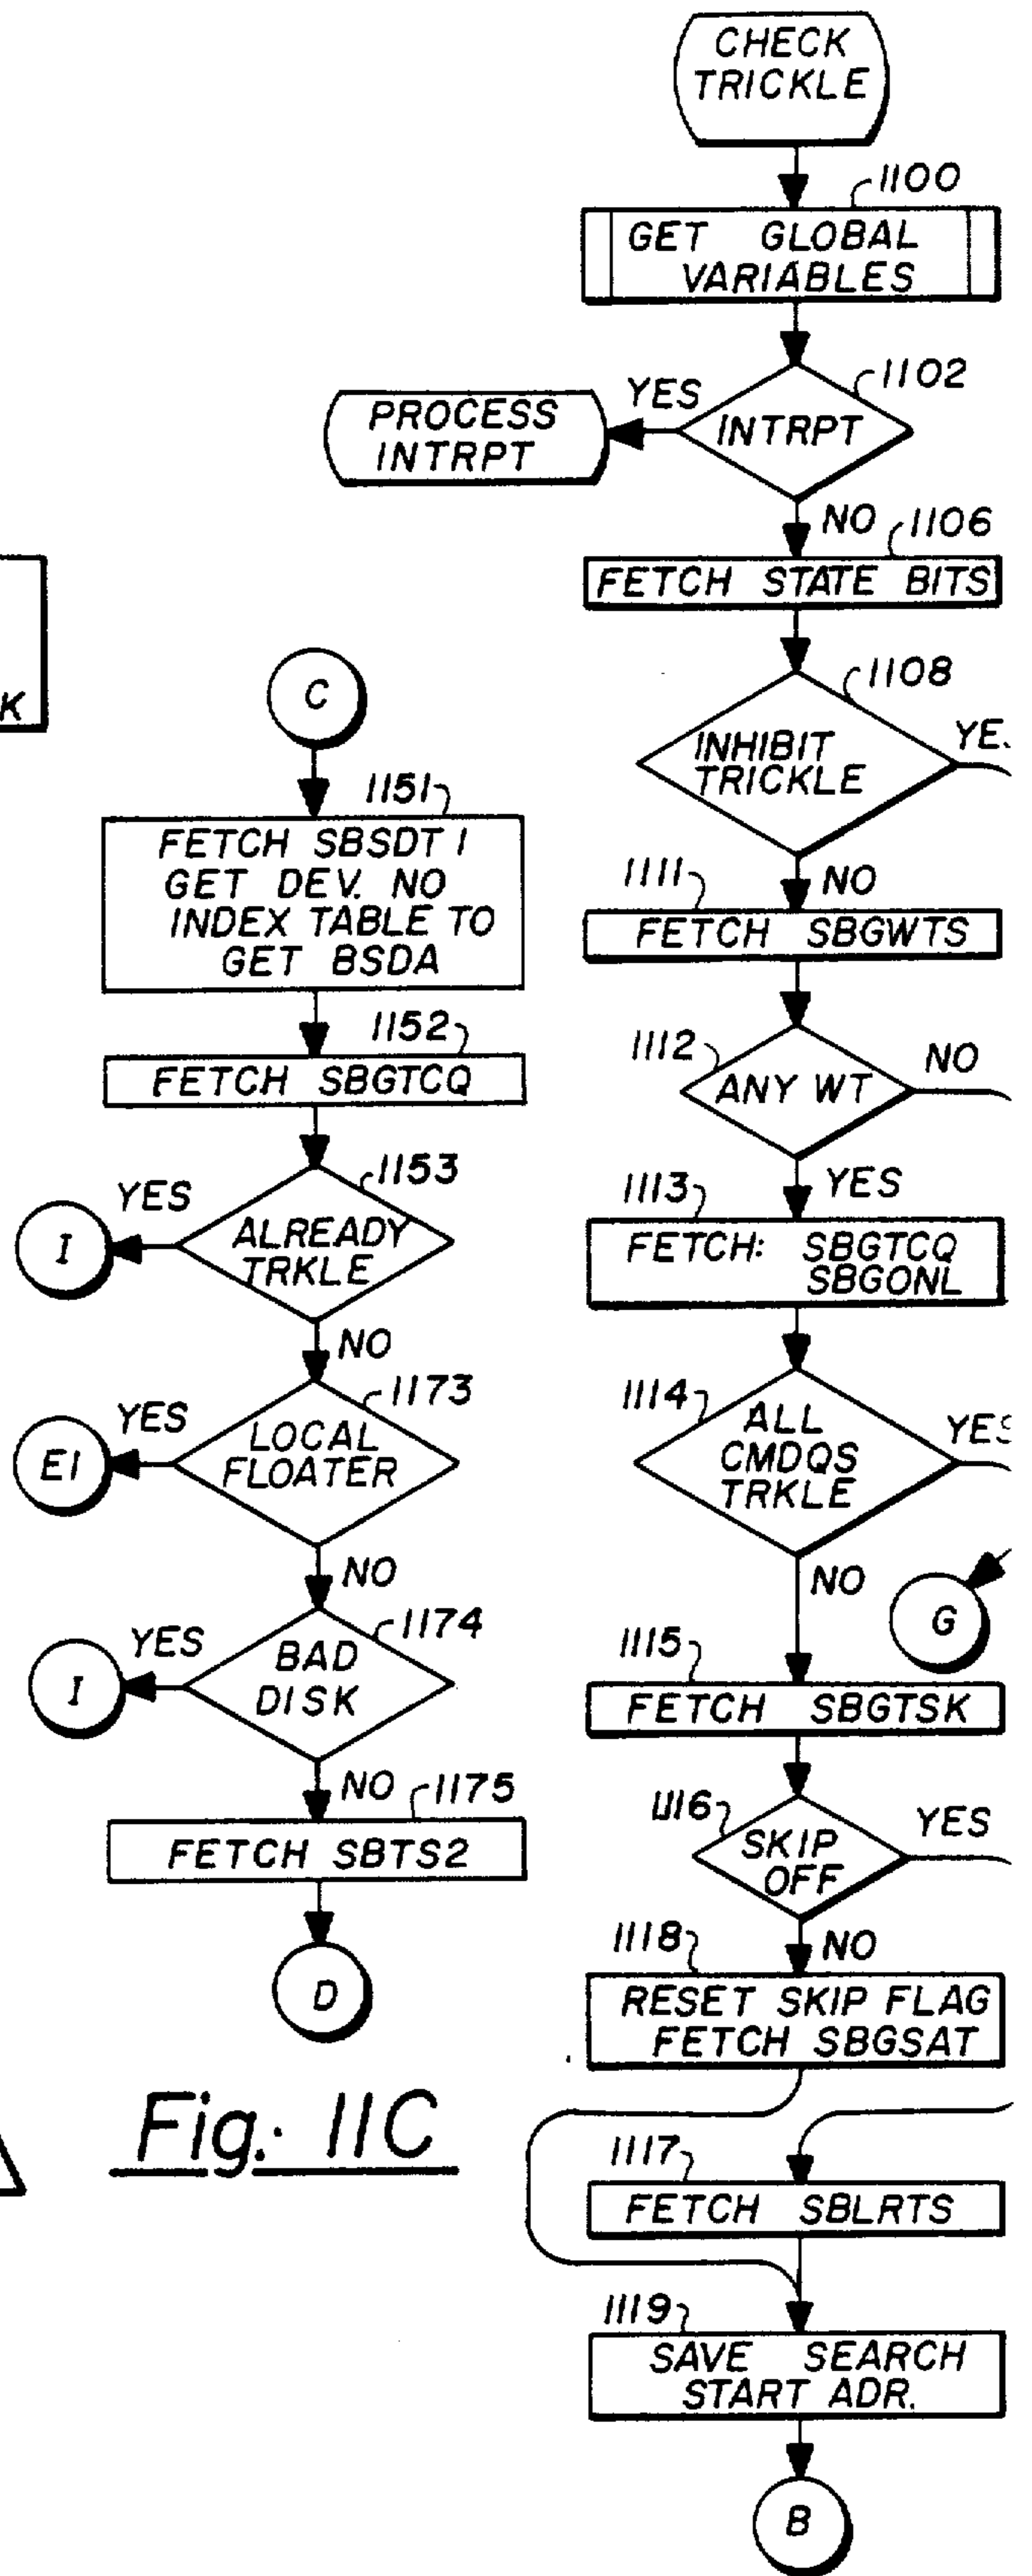 CHECK
TRICKLE
1100
GET GLOBAL
VARIABLES
1102
YES
INTRPT
PROCESS
INTRPT
NO
1106
FETCH STATE BITS
1108
INHIBIT
TRICKLE
NO
1111
FETCH SBGWTS
1112
ANY WT
NO
YES
1113
FETCH: SBGTCQ
SBGONL
1114
ALL
CMDQS
TRKLE
NO
G
1115
FETCH SBGTSK
1116
SKIP
OFF
YES
NO
1118
RESET SKIP FLAG
FETCH SBGSAT
1117
FETCH SBLRTS
1119
SAVE SEARCH
START ADR.
B
K
C
1151
FETCH SBSDT1
GET DEV. NO
INDEX TABLE TO
GET BSDA
1152
FETCH SBGTCQ
1153
ALREADY
TRKLE
YES
I
NO
1173
LOCAL
FLOATER
YES
E1
NO
1174
BAD
DISK
YES
I
NO
1175
FETCH SBTS2
D
Fig. 11C